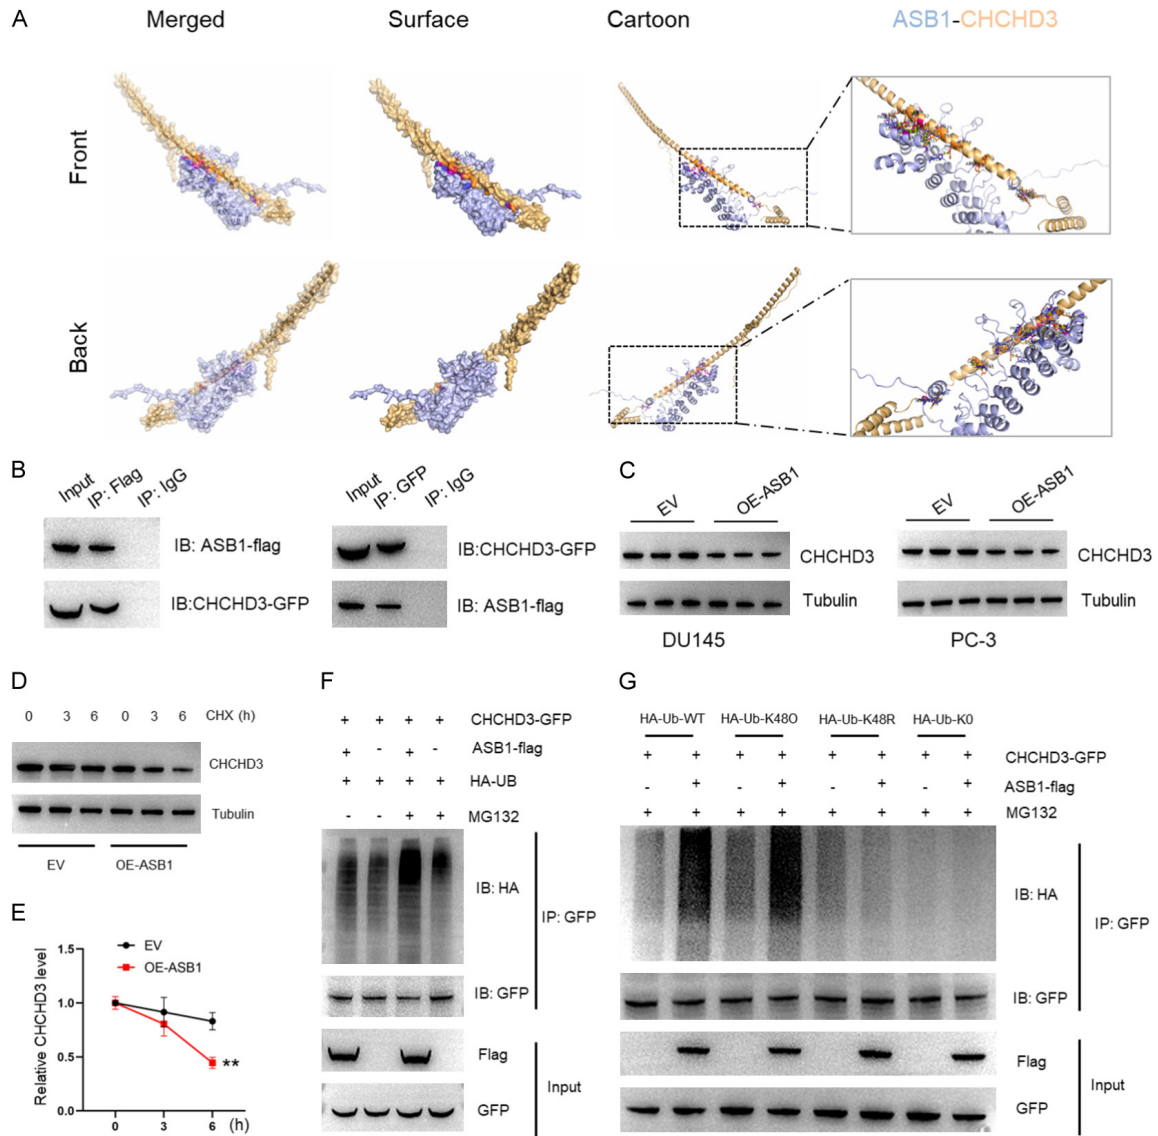 A
Merged Surface Cartoon ASB1-CHCHD3
Front
Back
B
Input IP: Flag IP: IgG
IB: ASB1-flag
IB:CHCHD3-GFP
Input IP: GFP IP: IgG
IB:CHCHD3-GFP
IB: ASB1-flag
C
EV OE-ASB1
CHCHD3
Tubulin
DU145
EV OE-ASB1
CHCHD3
Tubulin
PC-3
D
0 3 6 0 3 6 CHX (h)
CHCHD3
Tubulin
EV OE-ASB1
E
Relative CHCHD3 level
1.5
1.0
0.5
0.0
EV
OE-ASB1
**
0 3 6 (h)
F
+ + + + CHCHD3-GFP
+ - + - ASB1-flag
+ + + + HA-UB
- - + + MG132
IB: HA
IB: GFP
IP: GFP
Flag
GFP
Input
G
HA-Ub-WT HA-Ub-K48O HA-Ub-K48R HA-Ub-K0
+ + + + + + + + CHCHD3-GFP
- + - + - + - + ASB1-flag
+ + + + + + + + MG132
IB: HA
IB: GFP
IP: GFP
Flag
GFP
Input